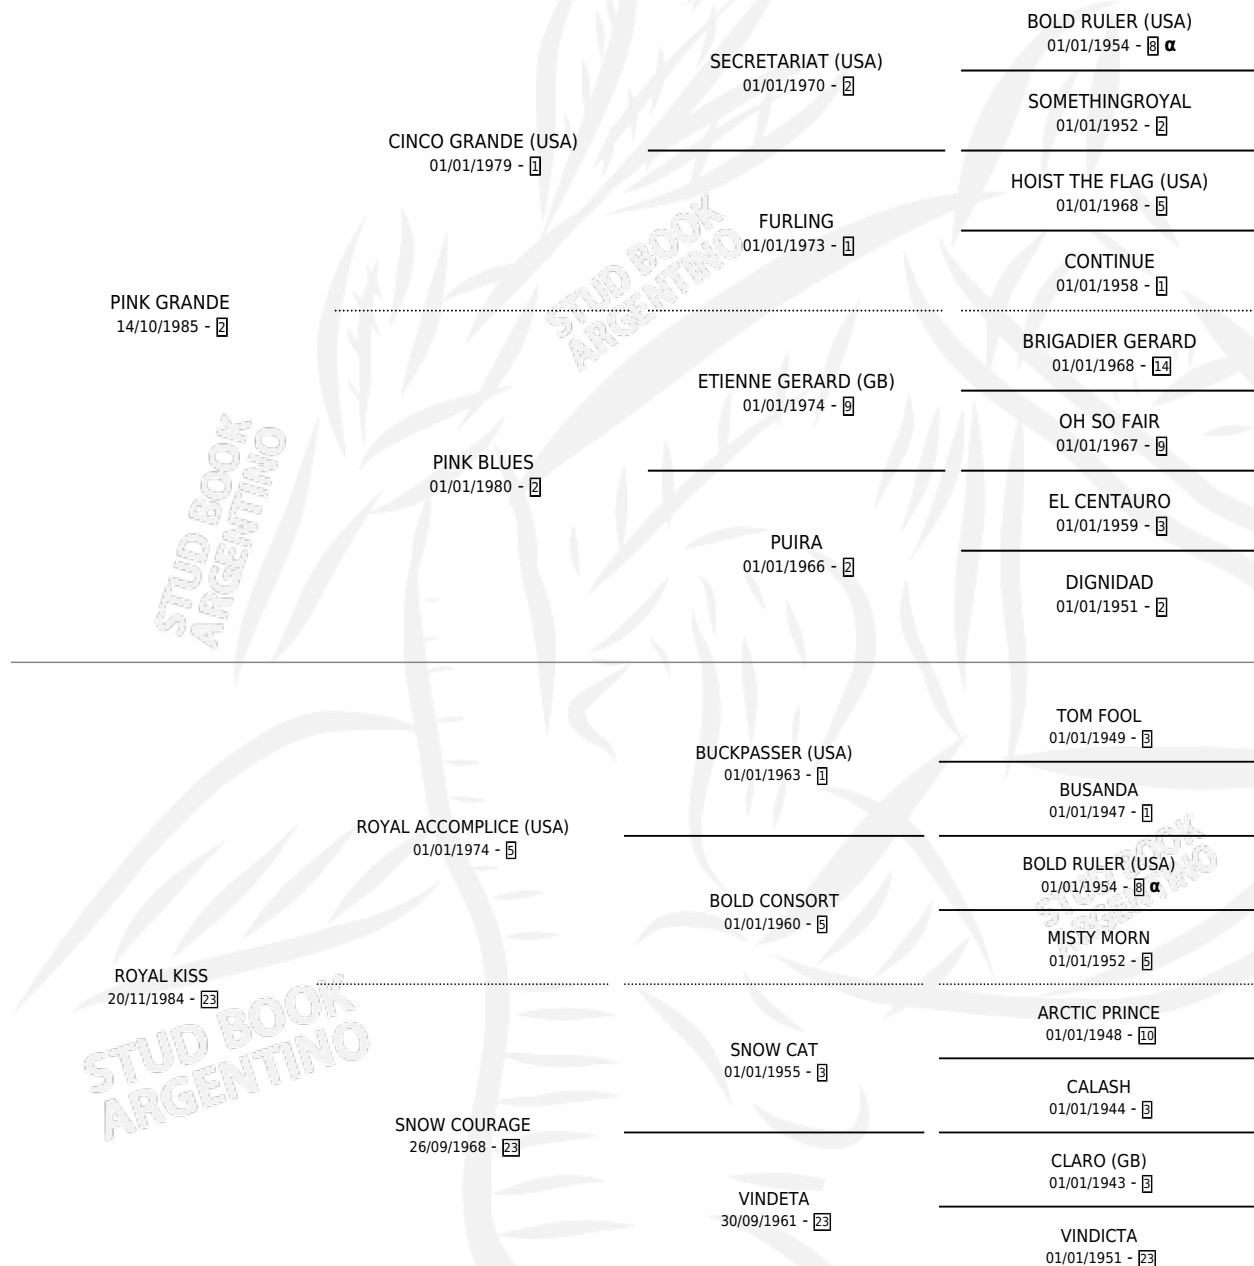 BOLD RULER (USA)
01/01/1954 - 8 α
SECRETARIAT (USA)
01/01/1970 - 2
SOMETHINGROYAL
01/01/1952 - 2
CINCO GRANDE (USA)
01/01/1979 - 1
HOIST THE FLAG (USA)
01/01/1968 - 5
FURLING
01/01/1973 - 1
CONTINUE
01/01/1958 - 1
PINK GRANDE
14/10/1985 - 2
BRIGADIER GERARD
01/01/1968 - 14
ETIENNE GERARD (GB)
01/01/1974 - 9
OH SO FAIR
01/01/1967 - 9
PINK BLUES
01/01/1980 - 2
EL CENTAURO
01/01/1959 - 3
PUIRA
01/01/1966 - 2
DIGNIDAD
01/01/1951 - 2
TOM FOOL
01/01/1949 - 3
BUCKPASSER (USA)
01/01/1963 - 1
BUSANDA
01/01/1947 - 1
ROYAL ACCOMPLICE (USA)
01/01/1974 - 5
BOLD RULER (USA)
01/01/1954 - 8 α
BOLD CONSORT
01/01/1960 - 5
MISTY MORN
01/01/1952 - 5
ROYAL KISS
20/11/1984 - 23
ARCTIC PRINCE
01/01/1948 - 10
SNOW CAT
01/01/1955 - 3
CALASH
01/01/1944 - 3
SNOW COURAGE
26/09/1968 - 23
CLARO (GB)
01/01/1943 - 3
VINDETA
30/09/1961 - 23
VINDICTA
01/01/1951 - 23
STUD BOOK
ARGENTINO
STUD BOOK
ARGENTINO
STUD BOOK
ARGENTINO
STUD BOOK
ARGENTINO